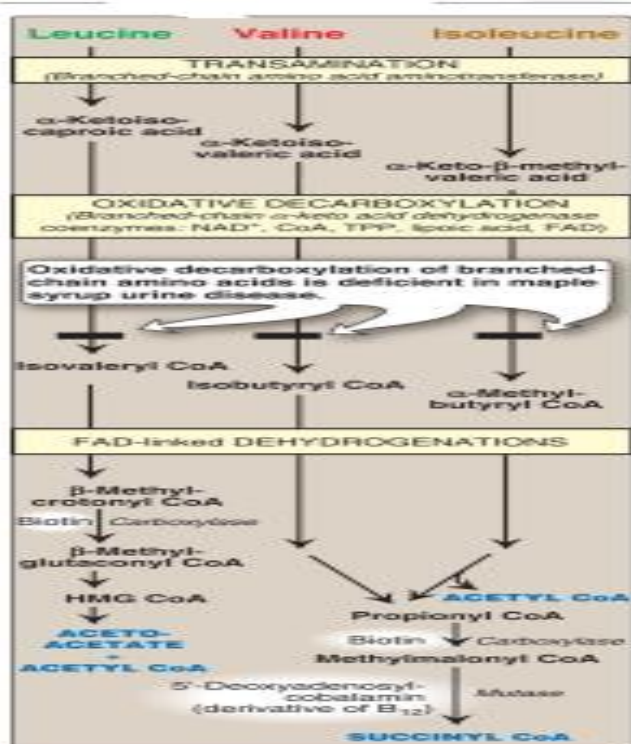 Leucine Valine Isoleucine
TRANSAMINATION
(Branched-chain amino acid aminotransferase)
α-Ketoiso-
caproic acid
α-Ketoiso-
valeric acid
α-Keto-β-methyl-
valeric acid
OXIDATIVE DECARBOXYLATION
(Branched-chain α-keto acid dehydrogenase
coenzymes: NAD⁺, CoA, TPP, lipoic acid, FAD)
Oxidative decarboxylation of branched-
chain amino acids is deficient in maple
syrup urine disease.
Isovaleryl CoA
Isobutyryl CoA
α-Methyl-
butyryl CoA
FAD-linked DEHYDROGENATIONS
β-Methyl-
crotonyl CoA
Biotin Carboxylase
β-Methyl-
glutaconyl CoA
HMG CoA
ACETO-
ACETATE
+
ACETYL CoA
ACETYL CoA
Propionyl CoA
Biotin Carboxylase
Methylmalonyl CoA
5'-Deoxyadenosyl-
cobalamin
(derivative of B₁₂)
Mutase
SUCCINYL CoA